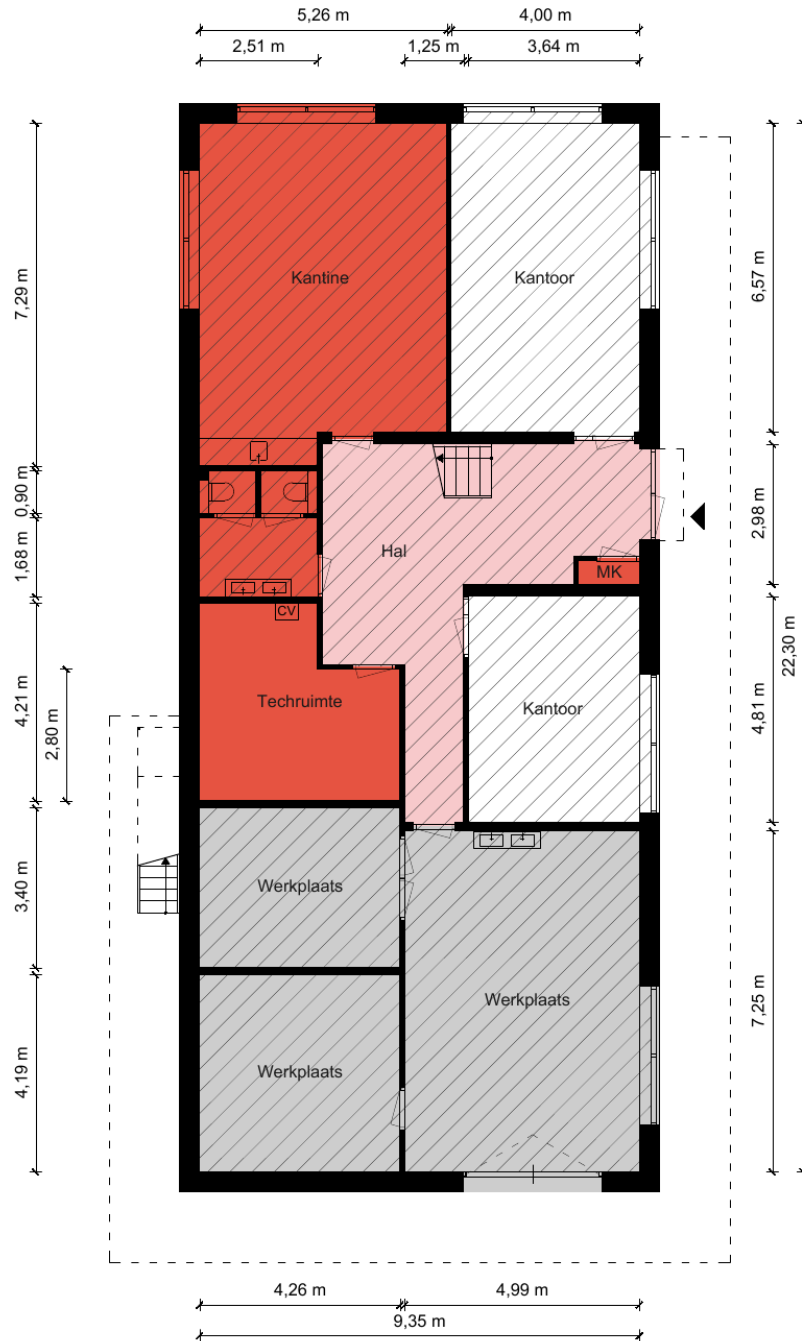 5,26 m
4,00 m
2,51 m
1,25 m
3,64 m
7,29 m
6,57 m
Kantine
Kantoor
0,90 m
2,98 m
Hal
1,68 m
MK
CV
22,30 m
4,21 m
2,80 m
Techruimte
Kantoor
4,81 m
3,40 m
Werkplaats
Werkplaats
7,25 m
4,19 m
Werkplaats
4,26 m
4,99 m
9,35 m